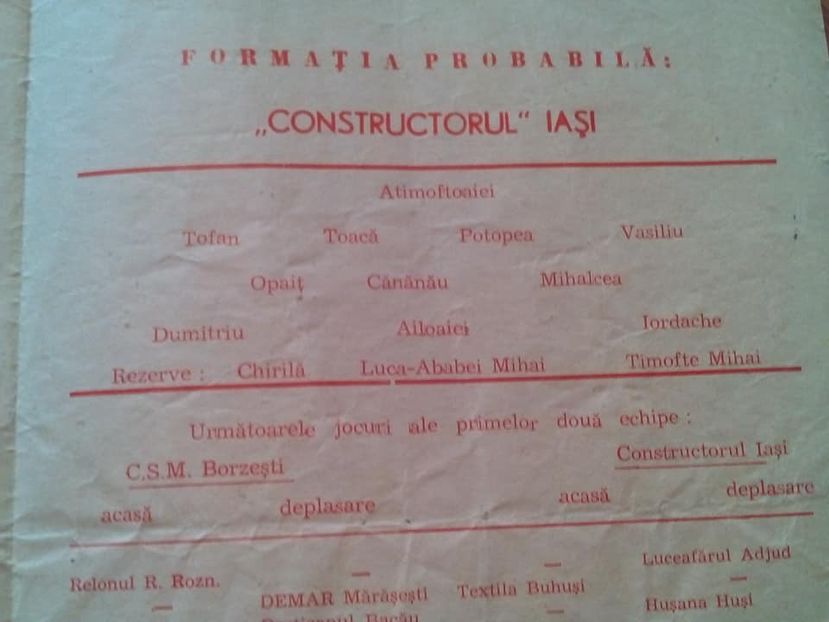 FORMAŢIA PROBABILĂ:
„CONSTRUCTORUL“ IAŞI
Atimoftoaiei
Tofan Toacă Potopea Vasiliu
Opaiţ Cănănău Mihalcea
Dumitriu Ailoaiei Iordache
Rezerve : Chirilă Luca-Ababei Mihai Timofte Mihai
Următoarele jocuri ale primelor două echipe :
C.S.M. Borzeşti Constructorul Iaşi
acasă deplasare acasă deplasare
Relonul R. Rozn. — — Luceafărul Adjud
— DEMAR Mărăşeşti Textila Buhuşi —
— Huşana Huşi
Bacău